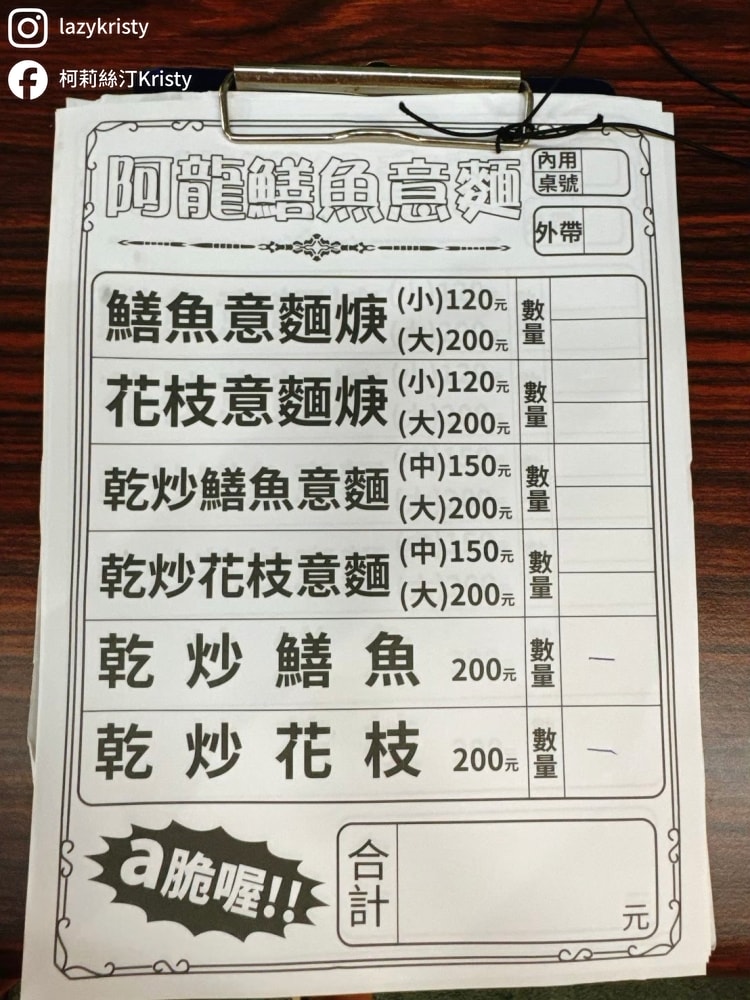 lazykristy
柯莉絲汀Kristy
阿龍鱔魚意麵
內用
桌號
外帶
鱔魚意麵焿 (小)120元 數量
(大)200元
花枝意麵焿 (小)120元 數量
(大)200元
乾炒鱔魚意麵 (中)150元 數量
(大)200元
乾炒花枝意麵 (中)150元 數量
(大)200元
乾炒鱔魚 200元 數量 一
乾炒花枝 200元 數量 一
a脆喔!!
合計
元